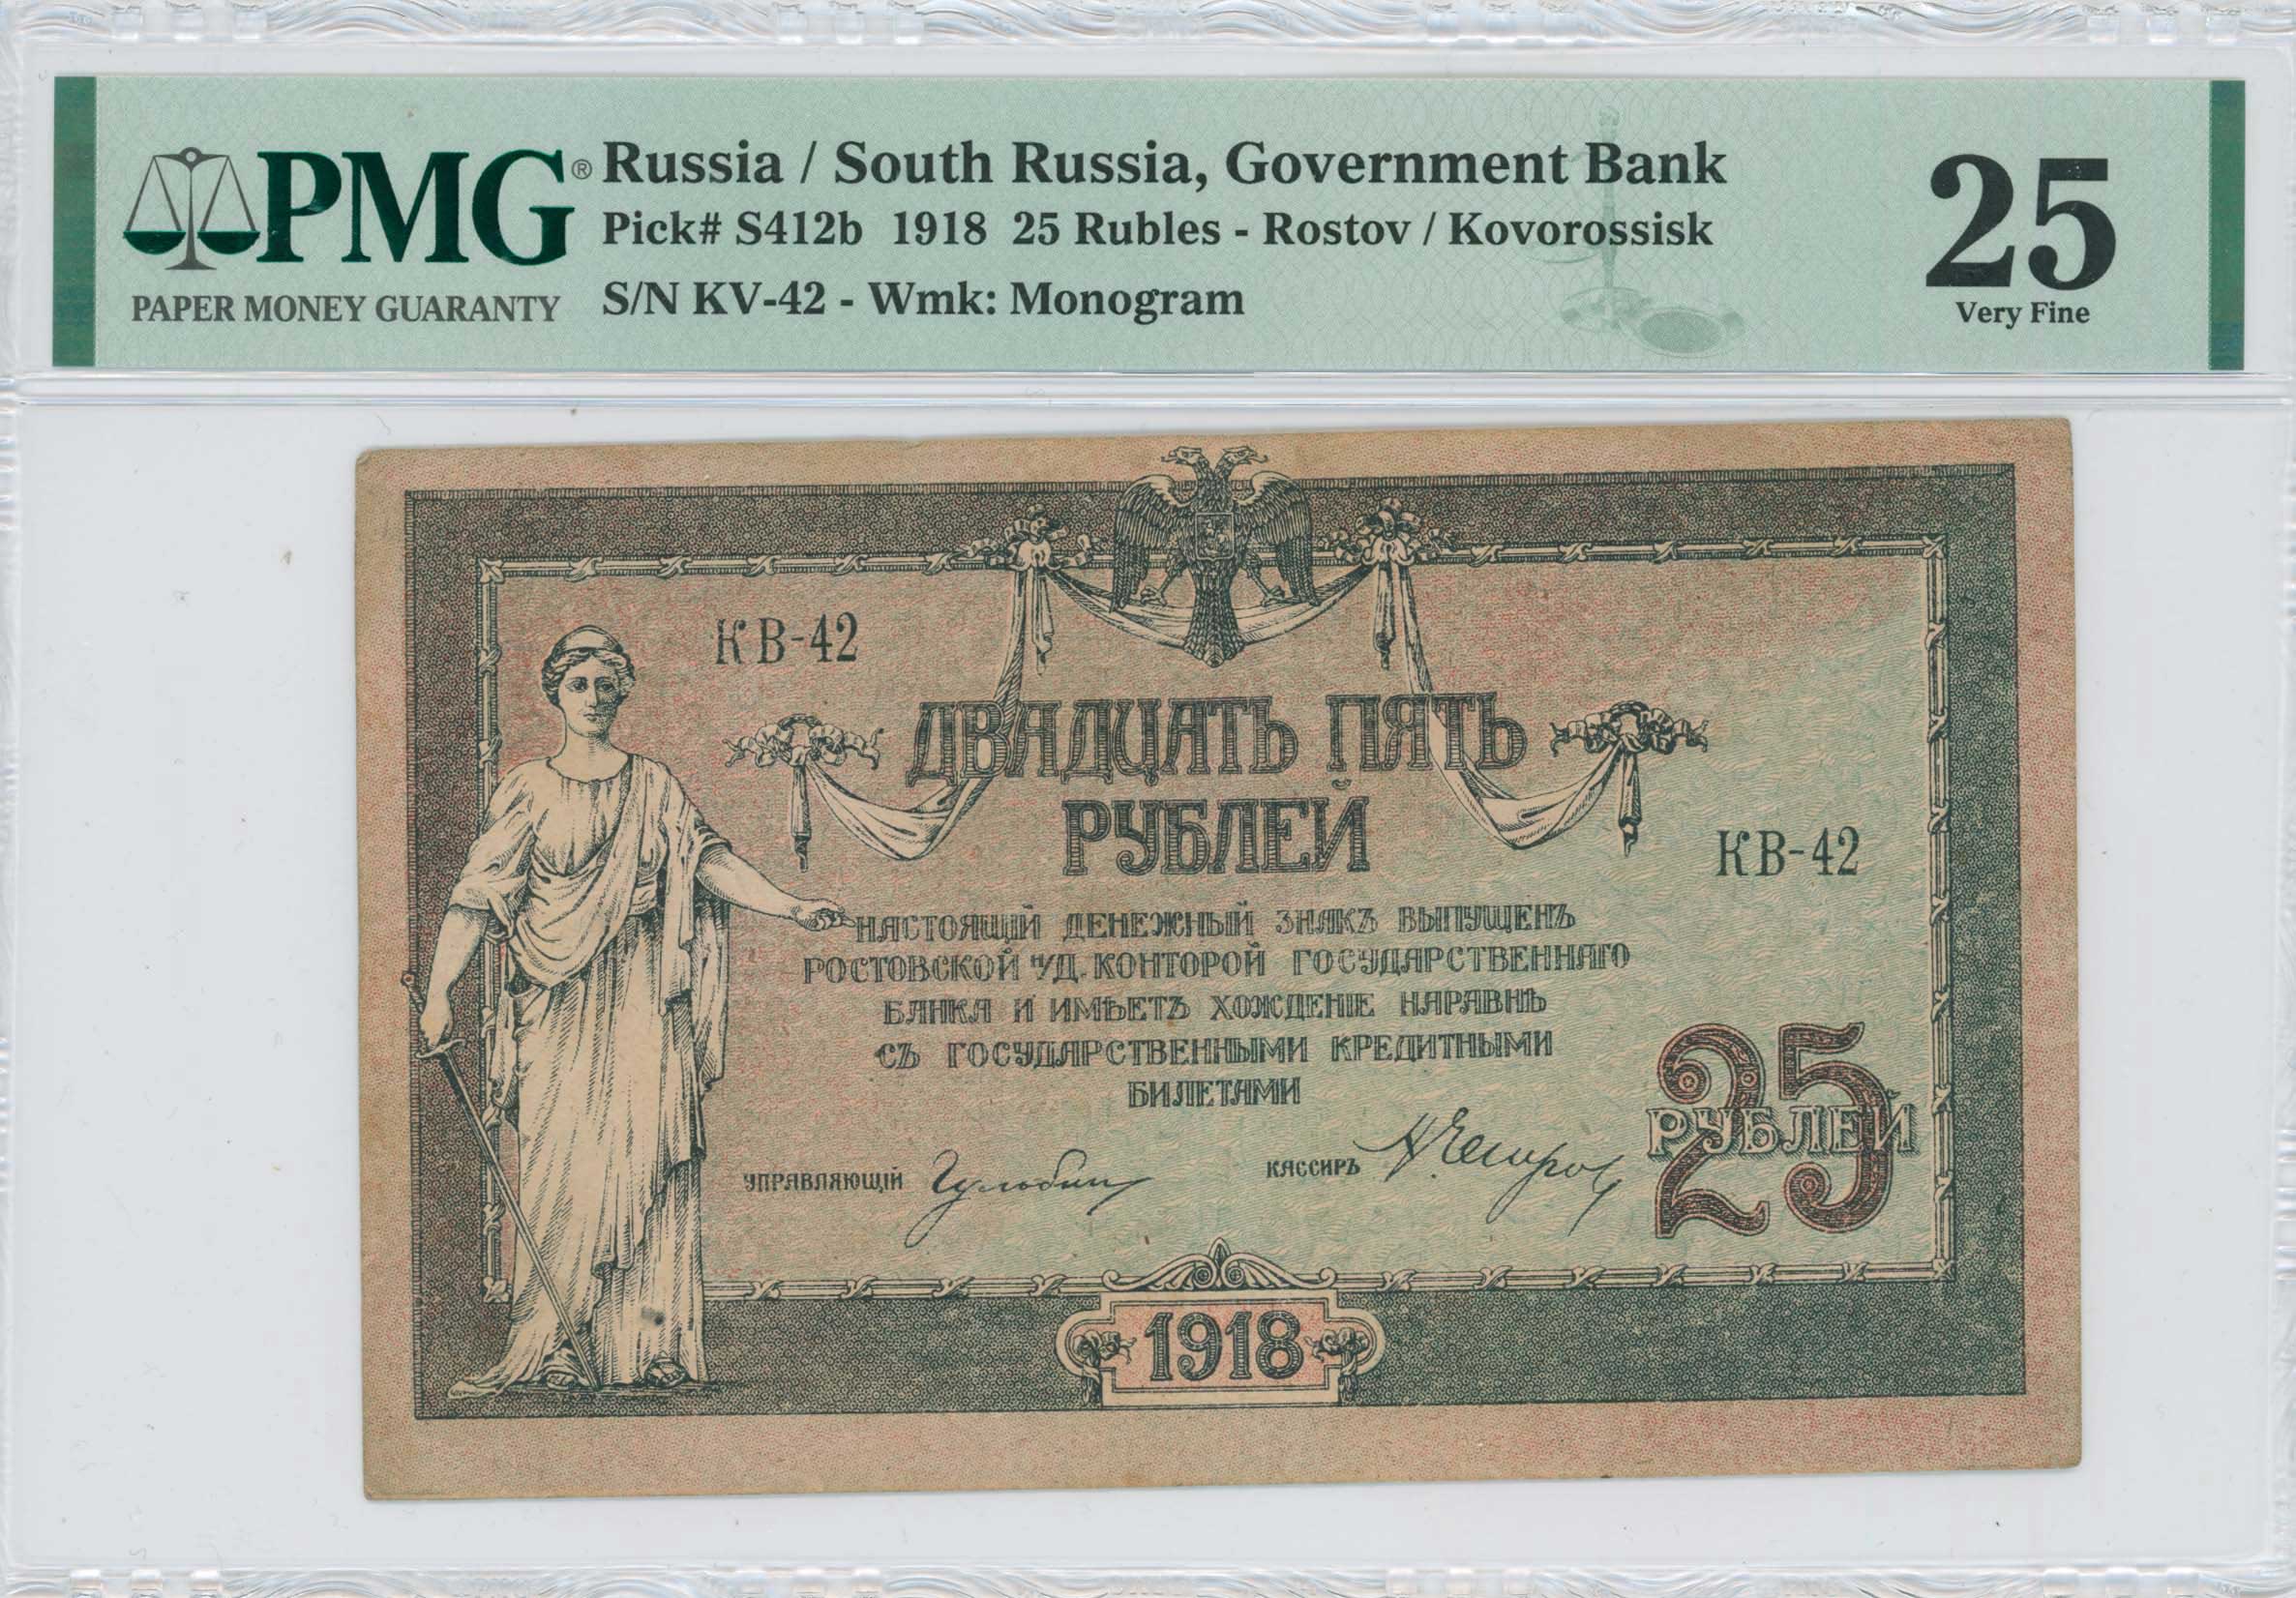 PMG® Russia / South Russia, Government Bank
Pick# S412b 1918 25 Rubles - Rostov / Kovorossisk
S/N KV-42 - Wmk: Monogram
PAPER MONEY GUARANTY
25
Very Fine
КВ-42
ДВАДЦАТЬ ПЯТЬ
РУБЛЕЙ
КВ-42
НАСТОЯЩІЙ ДЕНЕЖНЫЙ ЗНАКЪ ВЫПУЩЕНЪ
РОСТОВСКОЙ Н/Д. КОНТОРОЙ ГОСУДАРСТВЕННАГО
БАНКА И ИМѢЕТЪ ХОЖДЕНІЕ НАРАВНѢ
СЪ ГОСУДАРСТВЕННЫМИ КРЕДИТНЫМИ
БИЛЕТАМИ
25
РУБЛЕЙ
УПРАВЛЯЮЩІЙ
КАССИРЪ
1918